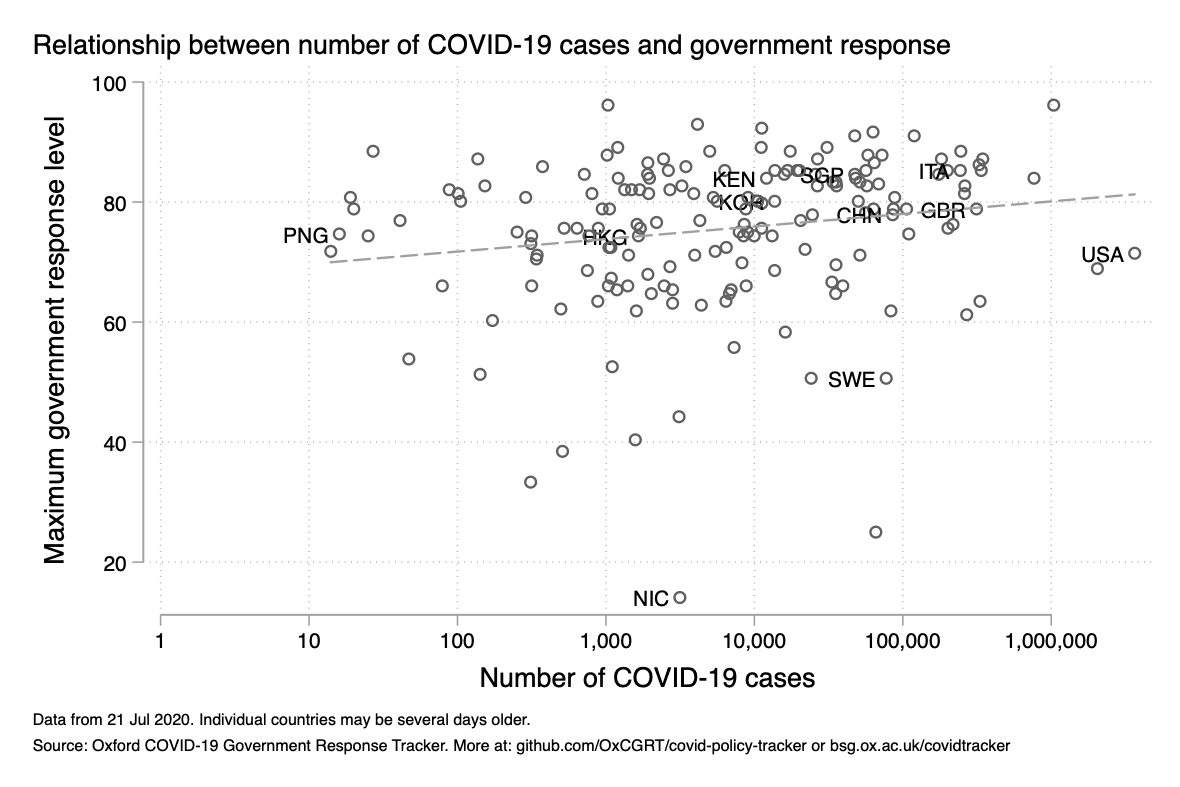 Relationship between number of COVID-19 cases and government response
Maximum government response level
100
80
60
40
20
KEN
SGP
ITA
KOR
CHN
GBR
PNG
HKG
USA
SWE
NIC
1
10
100
1,000
10,000
100,000
1,000,000
Number of COVID-19 cases
Data from 21 Jul 2020. Individual countries may be several days older.
Source: Oxford COVID-19 Government Response Tracker. More at: github.com/OxCGRT/covid-policy-tracker or bsg.ox.ac.uk/covidtracker